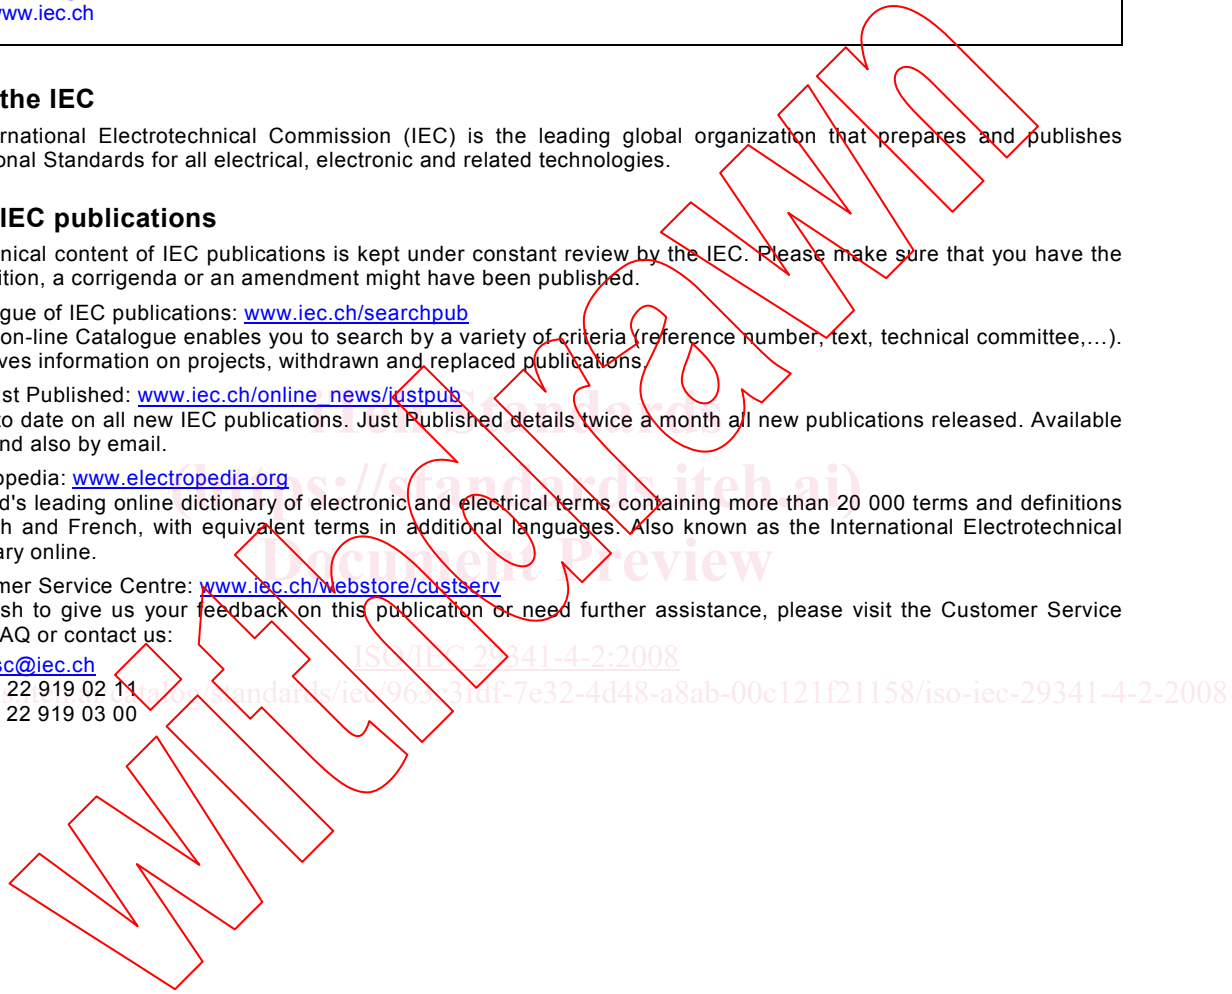 www.iec.ch
the IEC
rnational Electrotechnical Commission (IEC) is the leading global organization that prepares and publishes
onal Standards for all electrical, electronic and related technologies.
IEC publications
nical content of IEC publications is kept under constant review by the IEC. Please make sure that you have the
ition, a corrigenda or an amendment might have been published.
gue of IEC publications: www.iec.ch/searchpub
on-line Catalogue enables you to search by a variety of criteria (reference number, text, technical committee,…).
ves information on projects, withdrawn and replaced publications.
st Published: www.iec.ch/online_news/justpub
to date on all new IEC publications. Just Published details twice a month all new publications released. Available
nd also by email.
opedia: www.electropedia.org
d's leading online dictionary of electronic and electrical terms containing more than 20 000 terms and definitions
h and French, with equivalent terms in additional languages. Also known as the International Electrotechnical
ary online.
mer Service Centre: www.iec.ch/webstore/custserv
sh to give us your feedback on this publication or need further assistance, please visit the Customer Service
AQ or contact us:
sc@iec.ch
22 919 02 11
22 919 03 00
iTeh Standards
(https://standards.iteh.ai)
Document Preview
ISO/IEC 29341-4-2:2008
catalog/standards/iec/963c3fdf-7e32-4d48-a8ab-00c121f21158/iso-iec-29341-4-2-2008
withdrawn